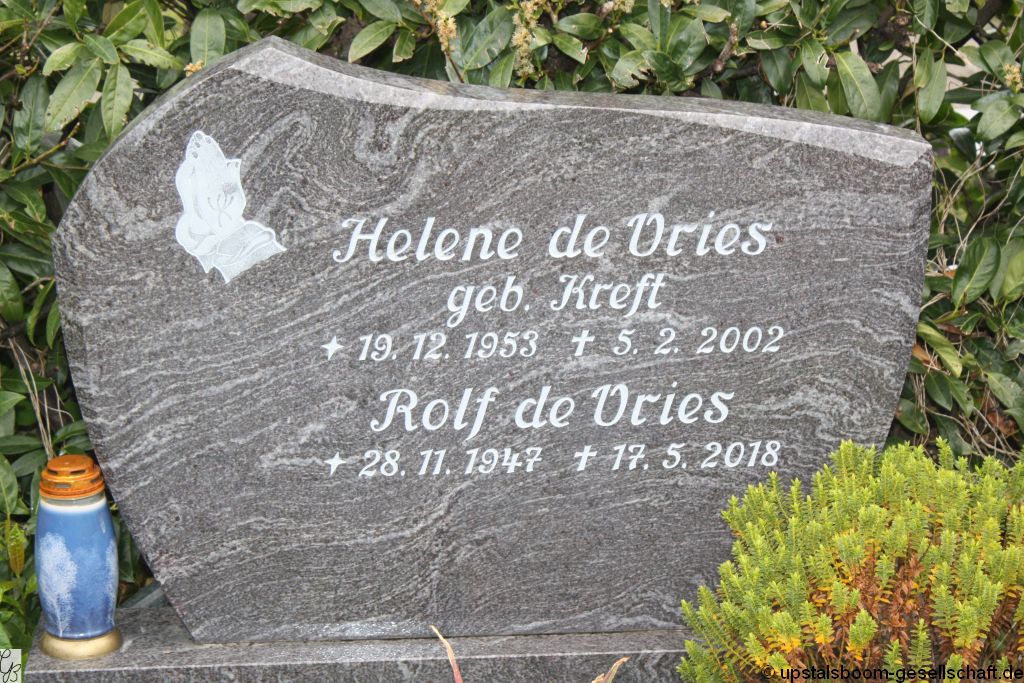 Helene de Vries
geb. Kreft
✦ 19. 12. 1953 ✝ 5. 2. 2002
Rolf de Vries
✦ 28. 11. 1947 ✝ 17. 5. 2018
© upstalsboom-gesellschaft.de